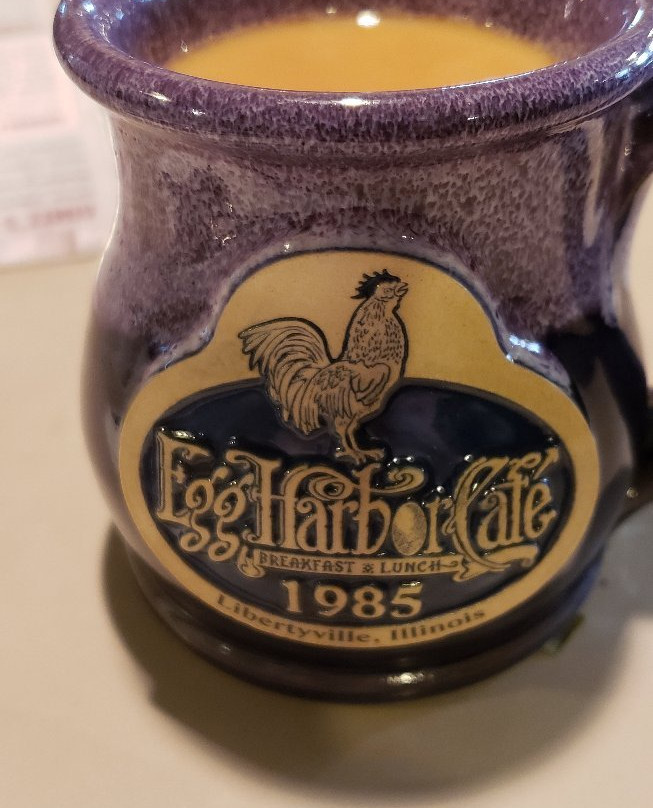 Egg Harbor Café
BREAKFAST LUNCH
1985
Libertyville, Illinois